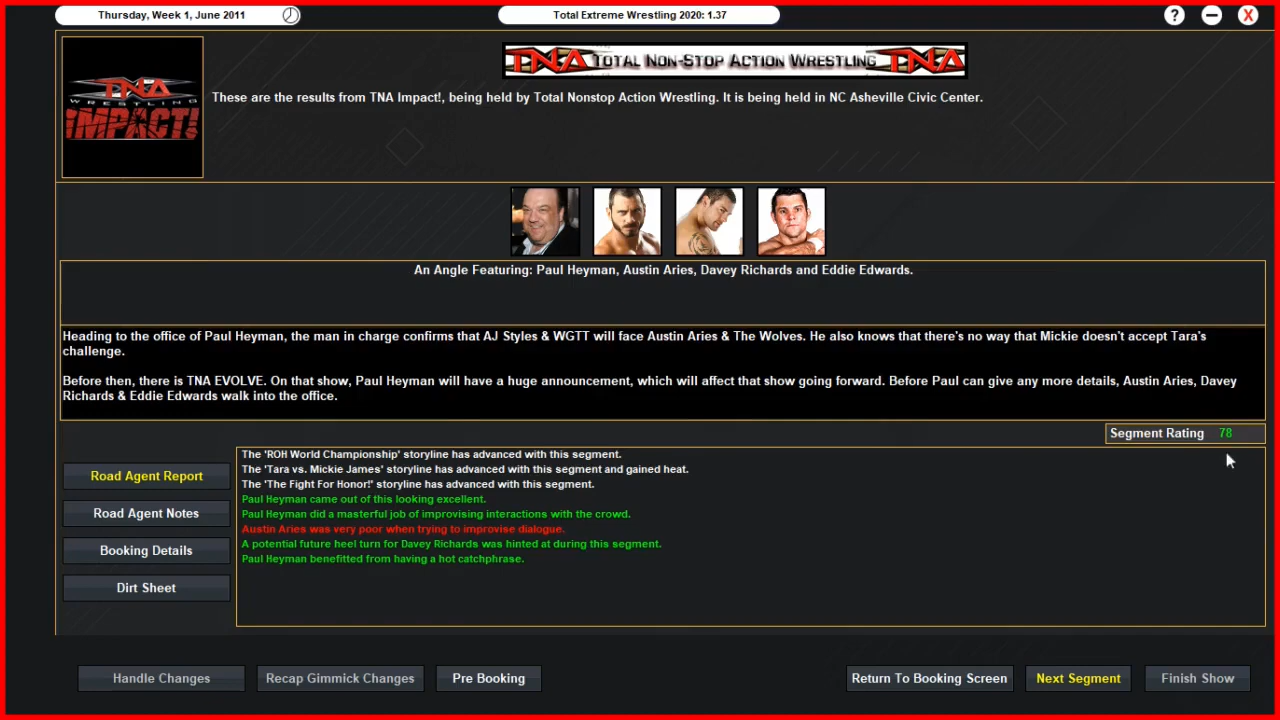 Thursday, Week 1, June 2011
Total Extreme Wrestling 2020: 1.37
?
X
TNA TOTAL NON-STOP ACTION WRESTLING TNA
TNA
WRESTLING
iMPACT!
These are the results from TNA Impact!, being held by Total Nonstop Action Wrestling. It is being held in NC Asheville Civic Center.
An Angle Featuring: Paul Heyman, Austin Aries, Davey Richards and Eddie Edwards.
Heading to the office of Paul Heyman, the man in charge confirms that AJ Styles & WGTT will face Austin Aries & The Wolves. He also knows that there's no way that Mickie doesn't accept Tara's
challenge.
Before then, there is TNA EVOLVE. On that show, Paul Heyman will have a huge announcement, which will affect that show going forward. Before Paul can give any more details, Austin Aries, Davey
Richards & Eddie Edwards walk into the office.
Segment Rating 78
Road Agent Report
Road Agent Notes
Booking Details
Dirt Sheet
The 'ROH World Championship' storyline has advanced with this segment.
The 'Tara vs. Mickie James' storyline has advanced with this segment and gained heat.
The 'The Fight For Honor!' storyline has advanced with this segment.
Paul Heyman came out of this looking excellent.
Paul Heyman did a masterful job of improvising interactions with the crowd.
Austin Aries was very poor when trying to improvise dialogue.
A potential future heel turn for Davey Richards was hinted at during this segment.
Paul Heyman benefitted from having a hot catchphrase.
Handle Changes
Recap Gimmick Changes
Pre Booking
Return To Booking Screen
Next Segment
Finish Show